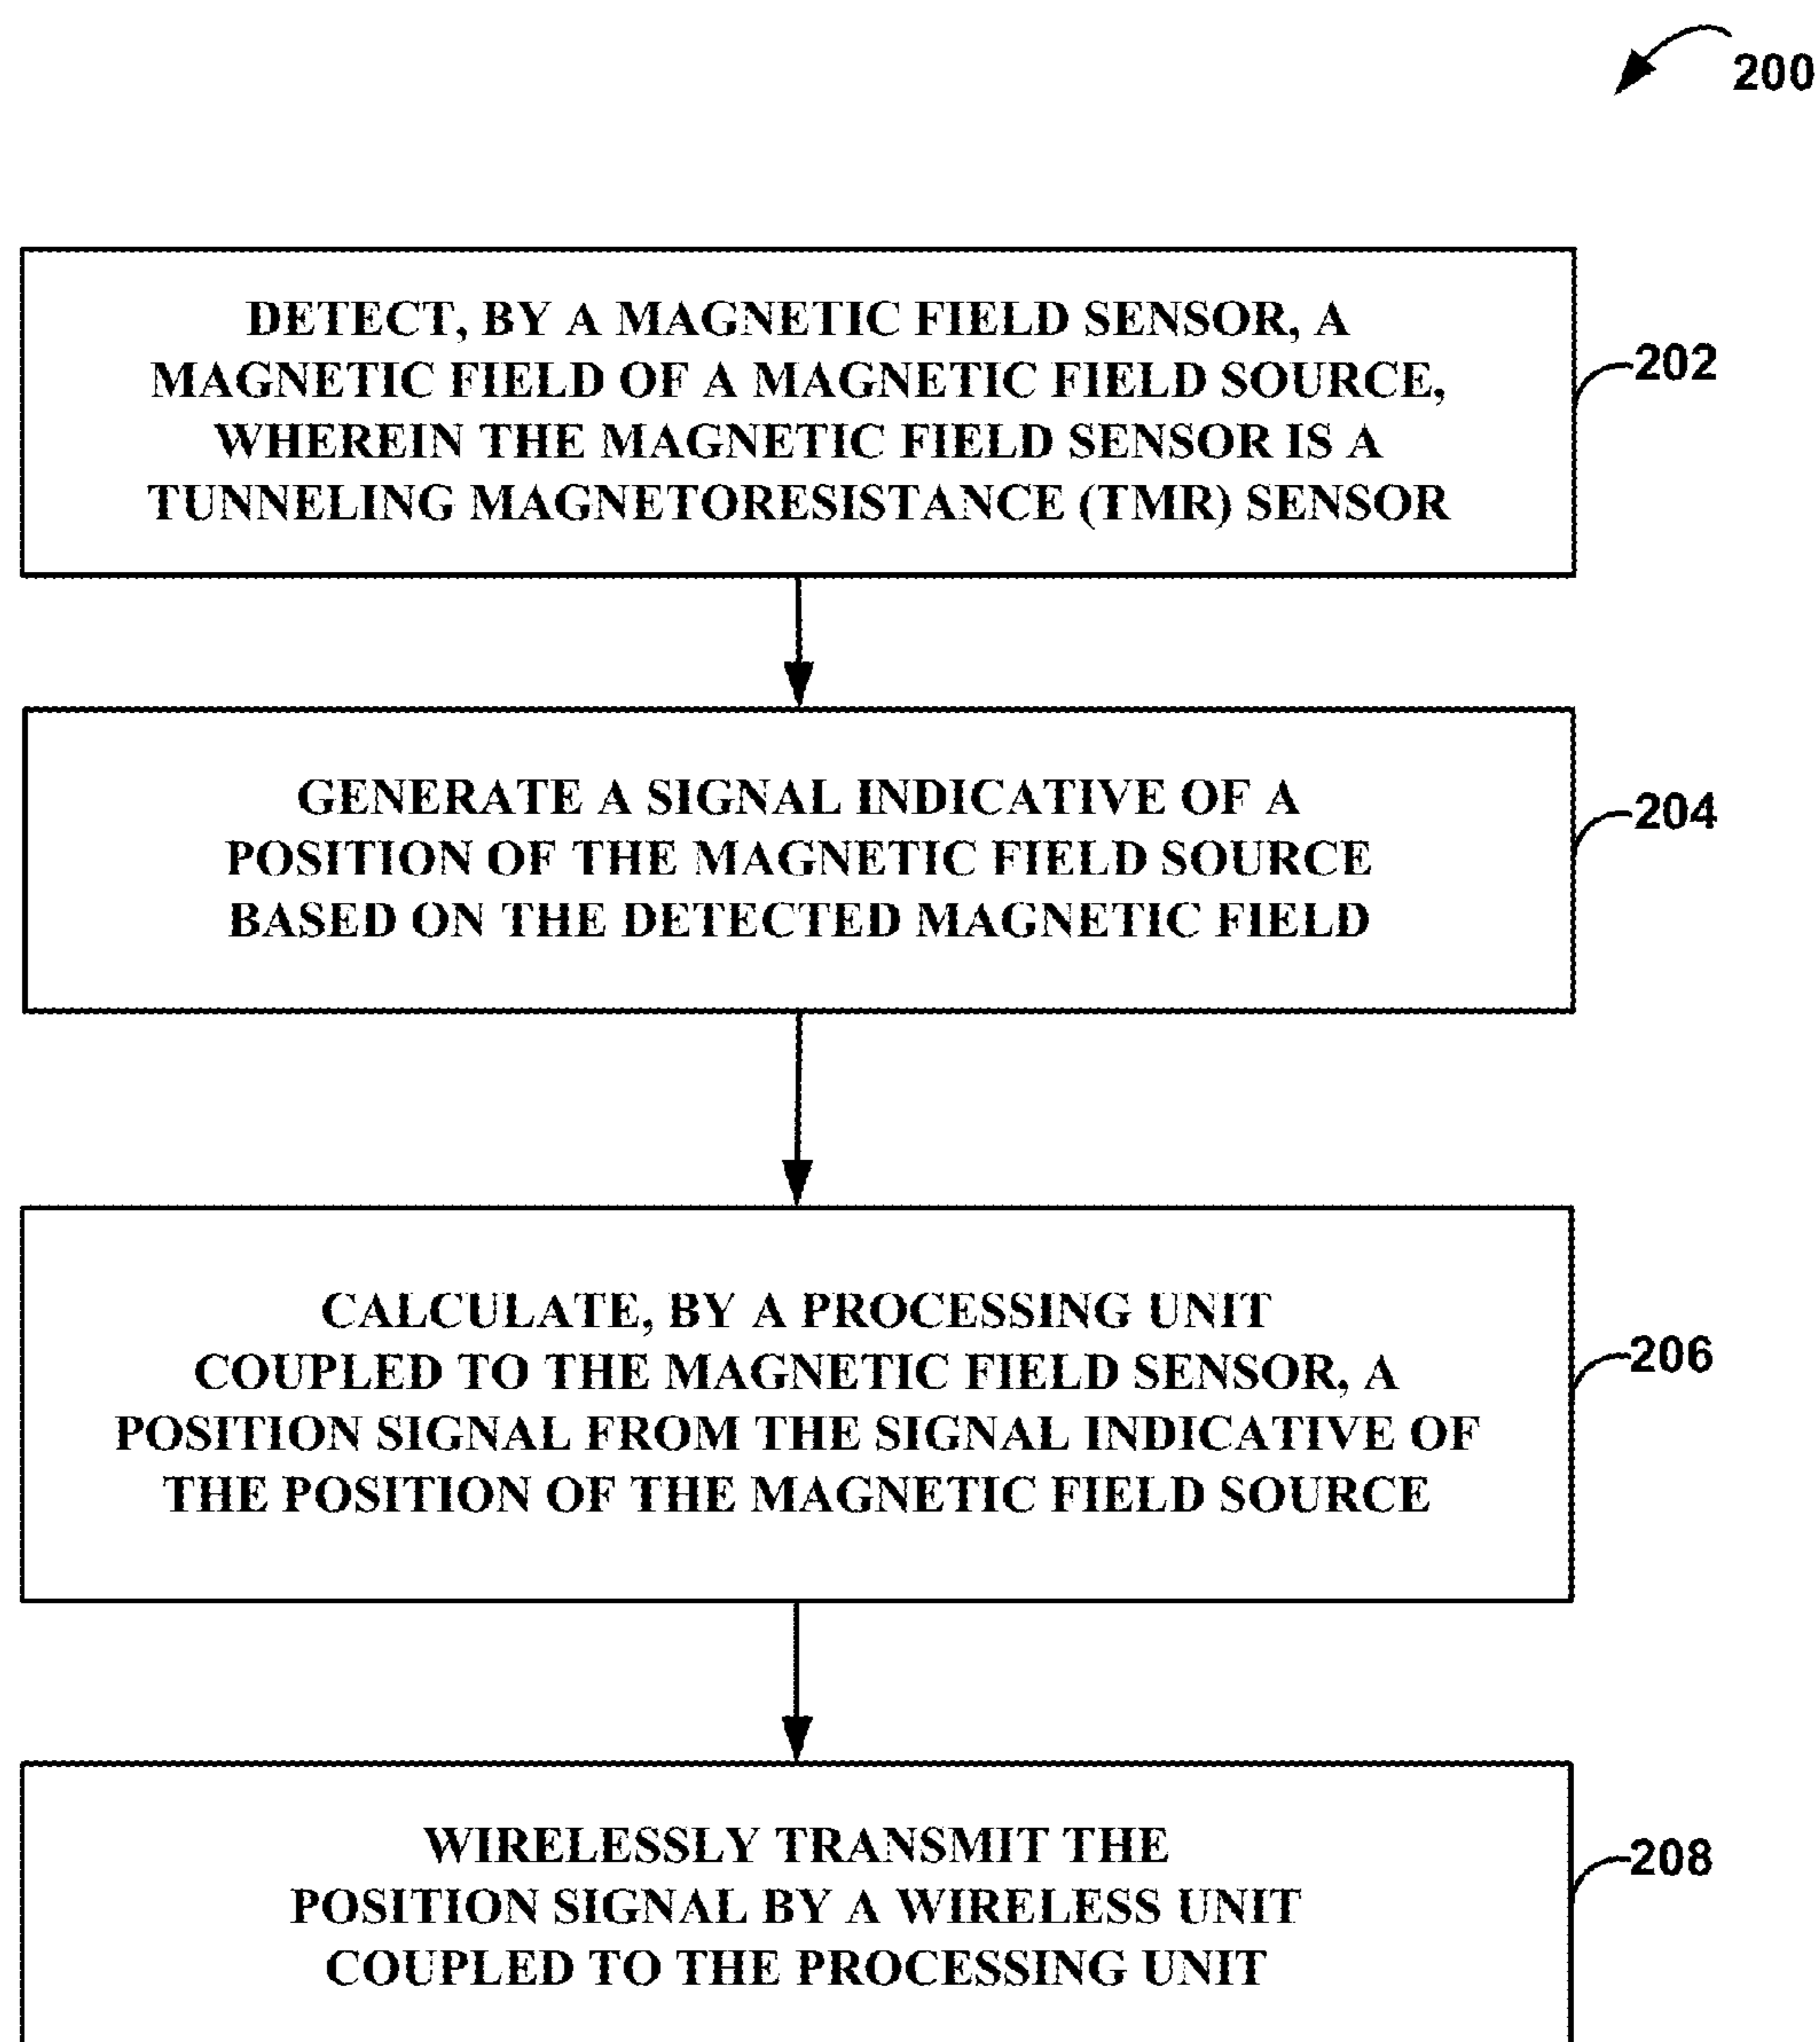 200
DETECT, BY A MAGNETIC FIELD SENSOR, A
MAGNETIC FIELD OF A MAGNETIC FIELD SOURCE,
WHEREIN THE MAGNETIC FIELD SENSOR IS A
TUNNELING MAGNETORESISTANCE (TMR) SENSOR
202
GENERATE A SIGNAL INDICATIVE OF A
POSITION OF THE MAGNETIC FIELD SOURCE
BASED ON THE DETECTED MAGNETIC FIELD
204
CALCULATE, BY A PROCESSING UNIT
COUPLED TO THE MAGNETIC FIELD SENSOR, A
POSITION SIGNAL FROM THE SIGNAL INDICATIVE OF
THE POSITION OF THE MAGNETIC FIELD SOURCE
206
WIRELESSLY TRANSMIT THE
POSITION SIGNAL BY A WIRELESS UNIT
COUPLED TO THE PROCESSING UNIT
208